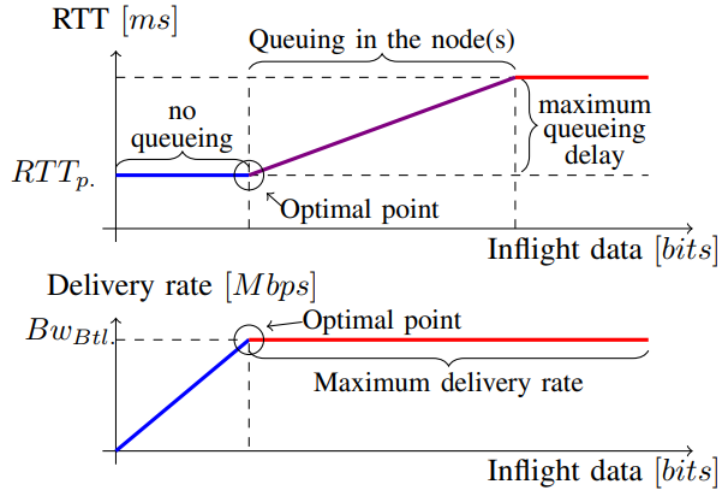 RTT [ms]
Queuing in the node(s)
no
queueing
maximum
queueing
delay
RTTp.
Optimal point
Inflight data [bits]
Delivery rate [Mbps]
BwBtl.
Optimal point
Maximum delivery rate
Inflight data [bits]